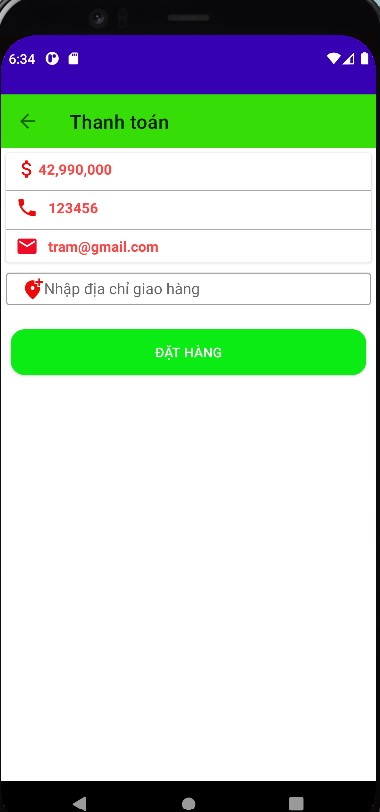 6:34
Thanh toán
42,990,000
123456
tram@gmail.com
Nhập địa chỉ giao hàng
ĐẶT HÀNG